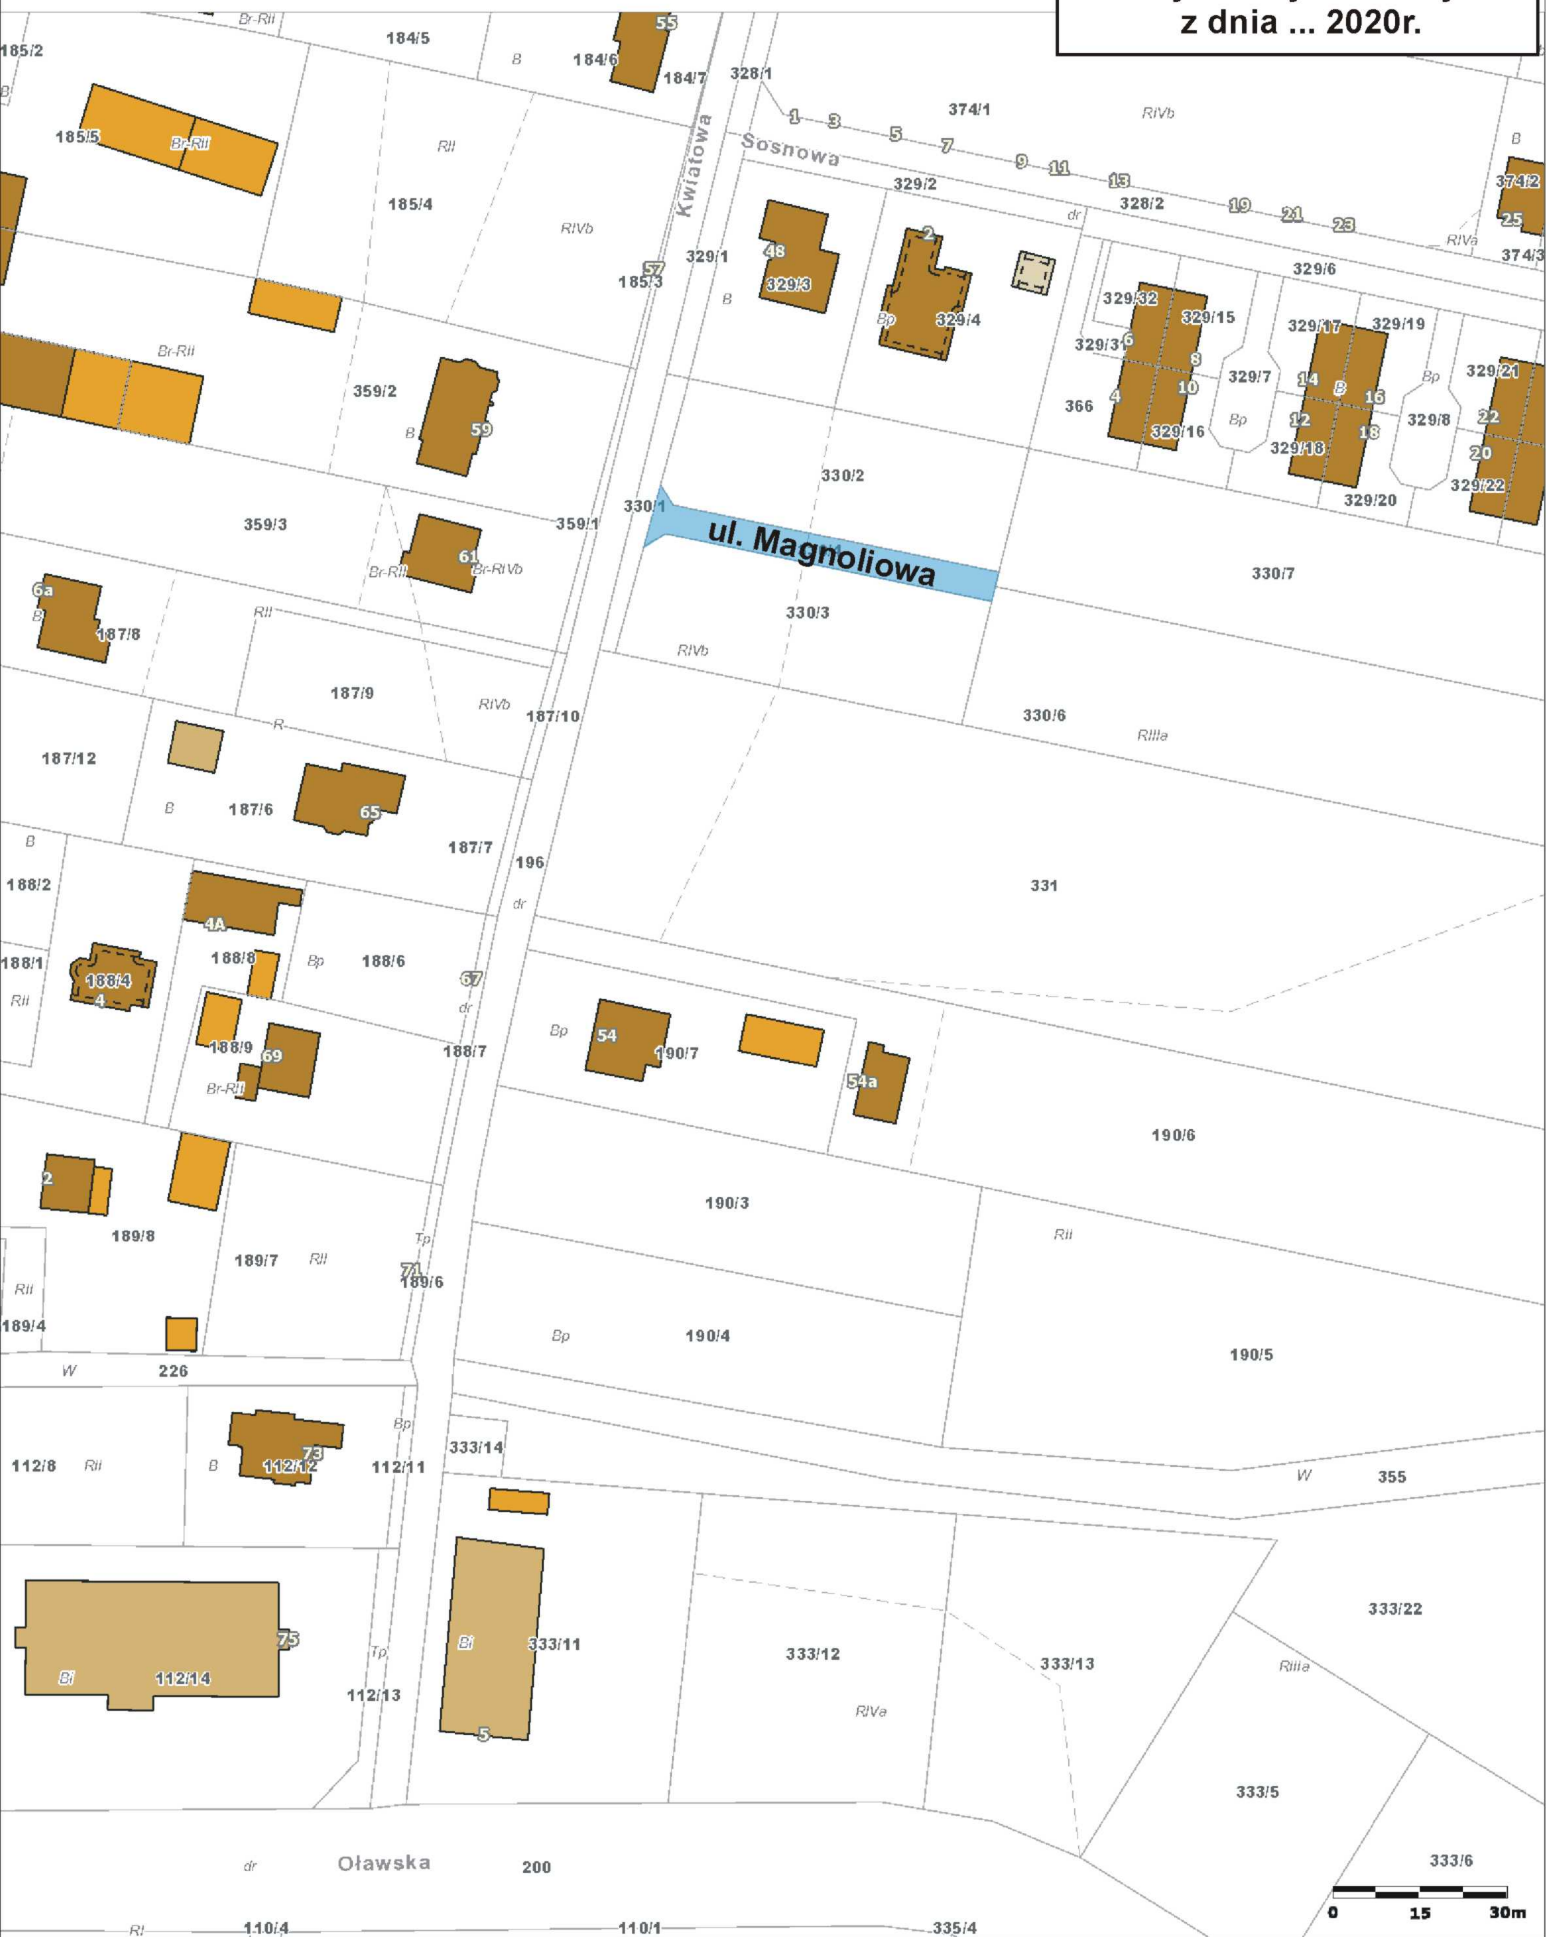 z dnia ... 2020r.
Br-RII
184/5
55
185/2
B
184/6
184/7
328/1
B
374/1
RIVb
1
3
5
7
9
11
13
19
21
23
185/5
Br-RII
RII
Kwiatowa
Sosnowa
B
374/2
25
329/2
328/2
dr
185/4
RIVb
RIVa
374/3
48
2
329/1
329/3
57
185/3
329/6
B
Bp
329/4
329/32
329/15
329/17
329/19
Br-RII
329/31
6
8
359/2
329/7
14
B
Bp
329/21
10
4
366
16
59
B
Bp
12
329/8
22
329/16
18
329/18
20
330/2
329/20
329/22
330/1
359/3
359/1
ul. Magnoliowa
61
Br-RII
Br-RIVb
330/7
6a
B
187/8
RII
330/3
RIVb
187/9
RIVb
187/10
330/6
R
RIIIa
187/12
B
187/6
65
B
187/7
196
188/2
331
dr
4A
188/1
188/8
Bp
188/6
188/4
4
67
RII
dr
188/9
69
188/7
Bp
54
190/7
54a
Br-RII
190/6
2
190/3
189/8
Tp
RII
189/7
RII
71
189/6
RII
189/4
Bp
190/4
190/5
W
226
Bp
333/14
73
112/8
RII
B
112/12
112/11
W
355
333/22
75
Bi
333/11
Tp
333/12
333/13
RIIIa
Bi
112/14
112/13
RIVa
5
333/5
333/6
dr
Oławska
200
0 15 30m
RI
110/4
110/1
335/4